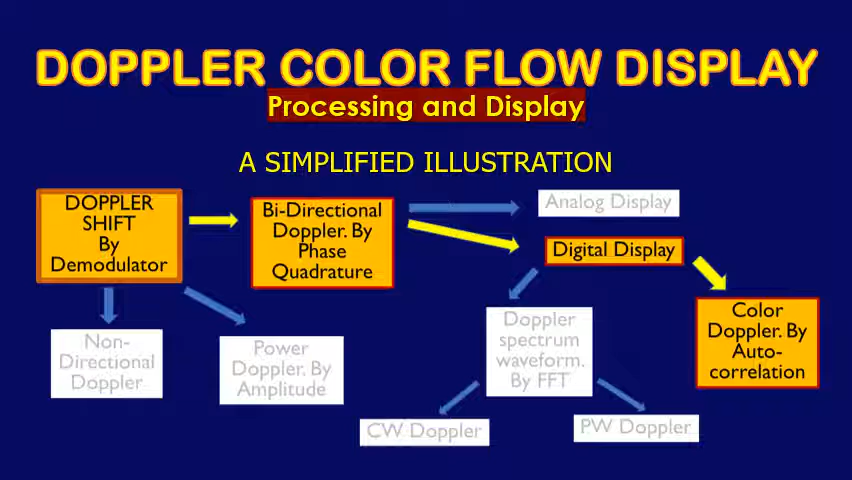 DOPPLER COLOR FLOW DISPLAY
Processing and Display
A SIMPLIFIED ILLUSTRATION
DOPPLER
SHIFT
By
Demodulator
Bi-Directional
Doppler. By
Phase
Quadrature
Analog Display
Digital Display
Non-
Directional
Doppler
Power
Doppler. By
Amplitude
Doppler
spectrum
waveform.
By FFT
Color
Doppler. By
Auto-
correlation
CW Doppler
PW Doppler